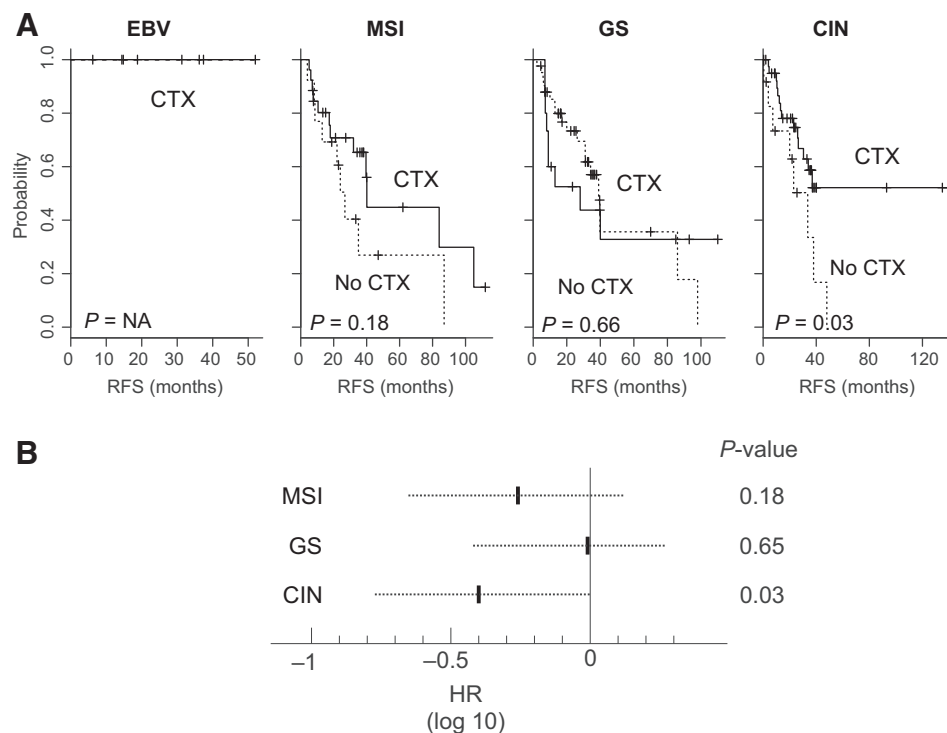 A
EBV
MSI
GS
CIN
Probability
1.0
0.8
0.6
0.4
0.2
0.0
CTX
P = NA
0 10 20 30 40 50
RFS (months)
CTX
No CTX
P = 0.18
0 20 40 60 80 100
RFS (months)
CTX
No CTX
P = 0.66
0 20 40 60 80 100
RFS (months)
CTX
No CTX
P = 0.03
0 40 80 120
RFS (months)
B
P-value
MSI 0.18
GS 0.65
CIN 0.03
–1 –0.5 0
HR
(log 10)